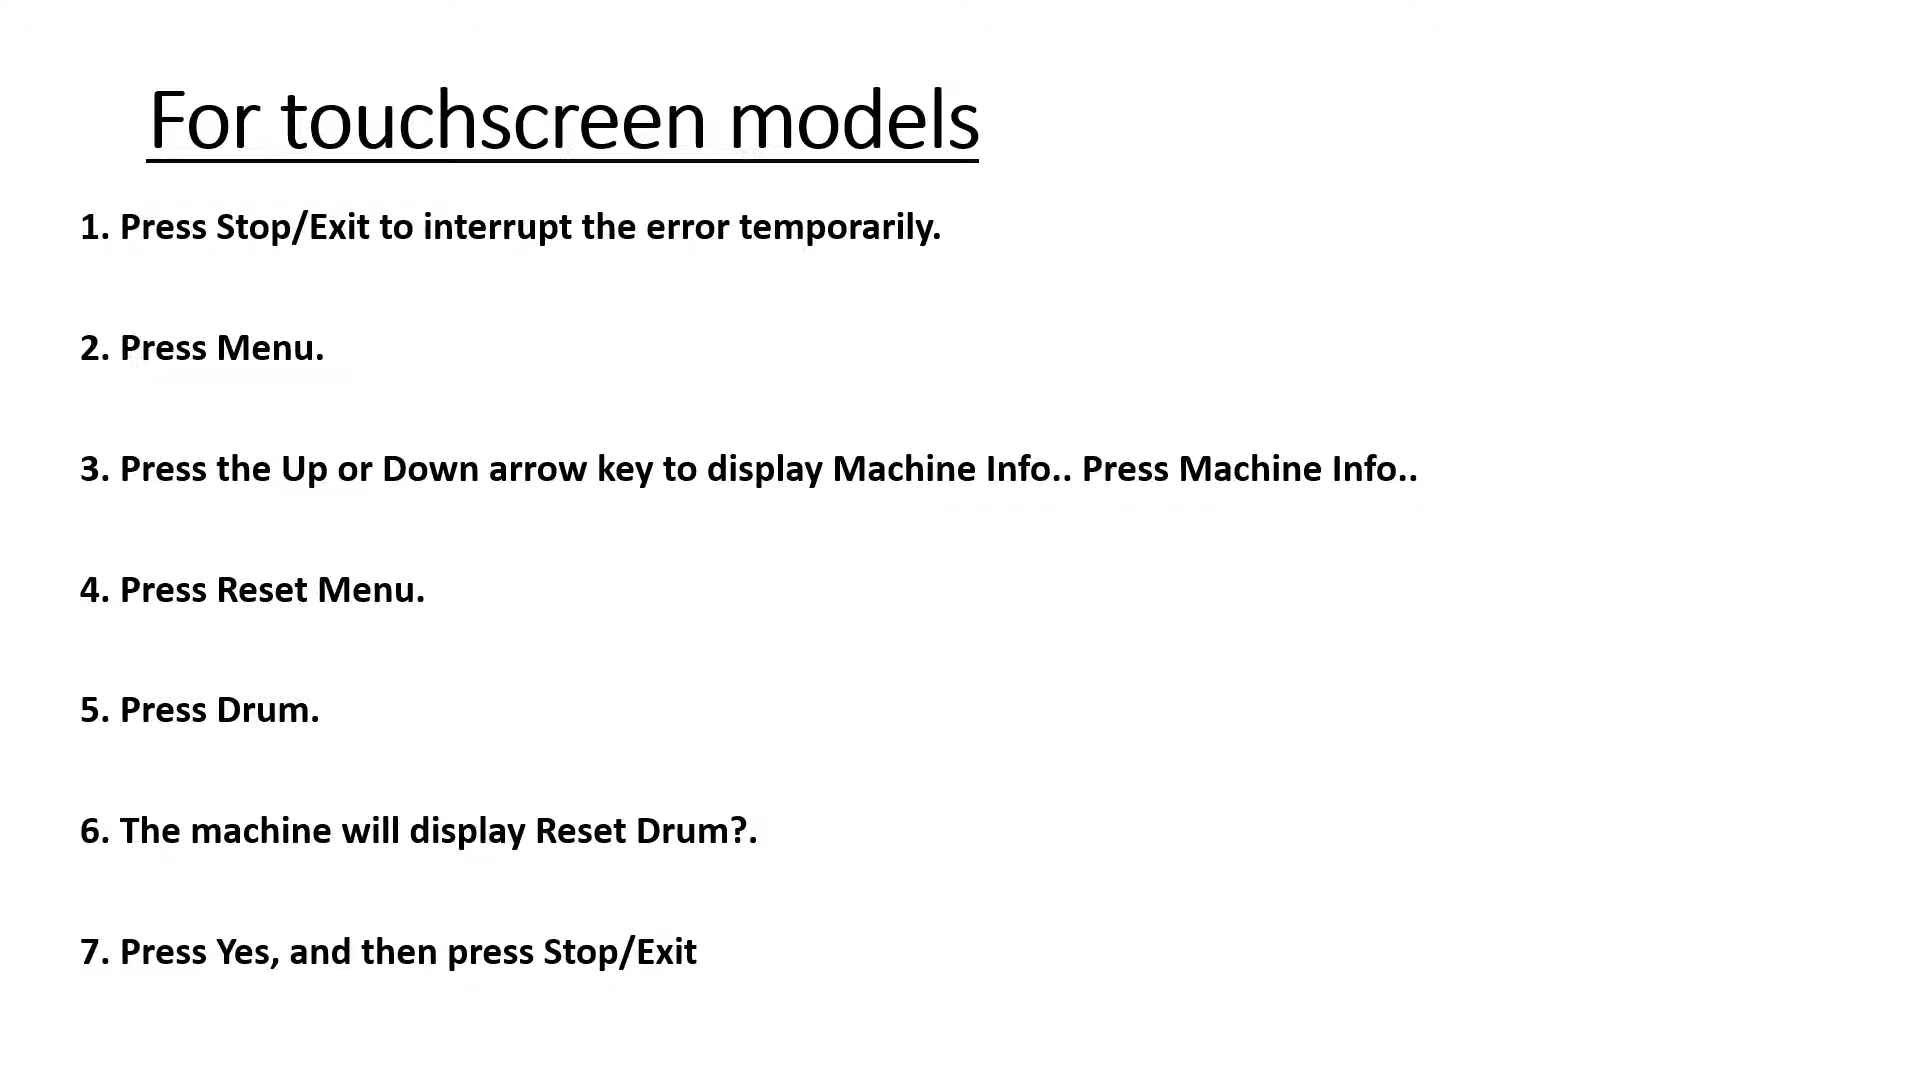 For touchscreen models
1. Press Stop/Exit to interrupt the error temporarily.
2. Press Menu.
3. Press the Up or Down arrow key to display Machine Info.. Press Machine Info..
4. Press Reset Menu.
5. Press Drum.
6. The machine will display Reset Drum?.
7. Press Yes, and then press Stop/Exit